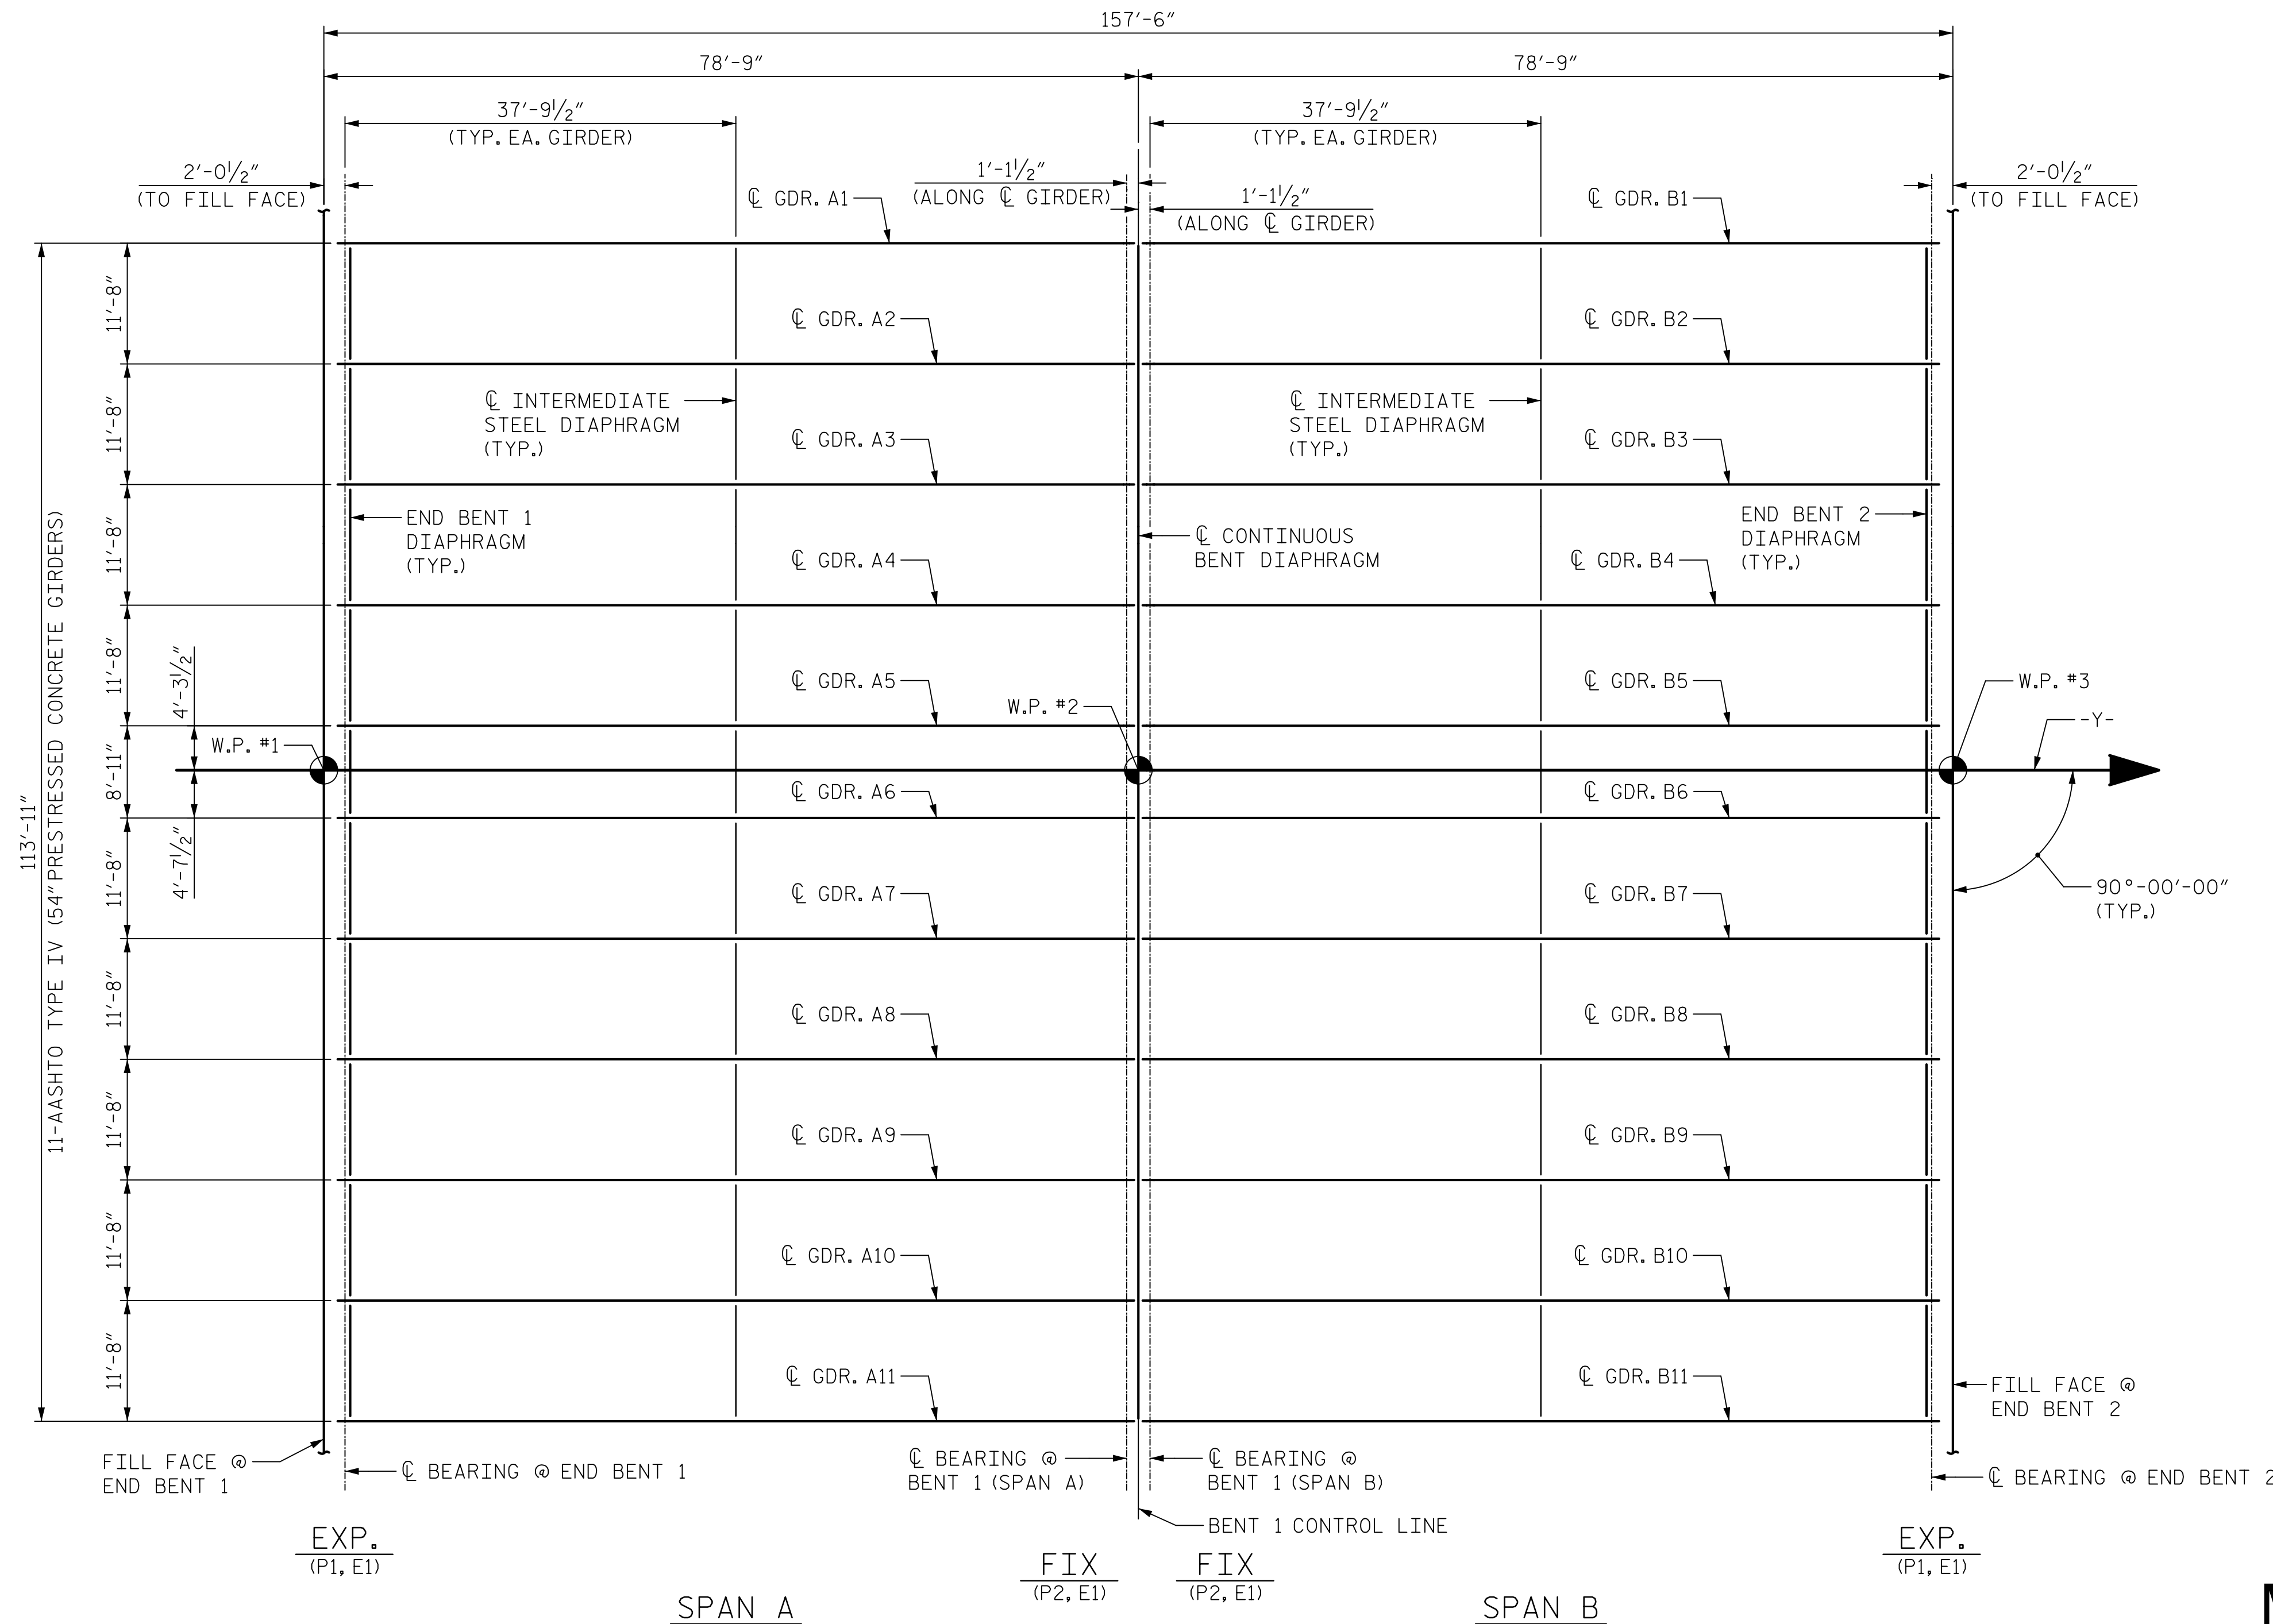 157'-6"
78'-9"
78'-9"
37'-9½"
(TYP. EA. GIRDER)
37'-9½"
(TYP. EA. GIRDER)
2'-0½"
(TO FILL FACE)
1'-1½"
(ALONG ℄ GIRDER)
1'-1½"
(ALONG ℄ GIRDER)
2'-0½"
(TO FILL FACE)
℄ GDR. A1
℄ GDR. B1
11'-8"
℄ GDR. A2
℄ GDR. B2
℄ INTERMEDIATE
STEEL DIAPHRAGM
(TYP.)
℄ INTERMEDIATE
STEEL DIAPHRAGM
(TYP.)
11'-8"
℄ GDR. A3
℄ GDR. B3
END BENT 1
DIAPHRAGM
(TYP.)
℄ CONTINUOUS
BENT DIAPHRAGM
END BENT 2
DIAPHRAGM
(TYP.)
11'-8"
℄ GDR. A4
℄ GDR. B4
11'-8"
℄ GDR. A5
℄ GDR. B5
4'-3½"
W.P. #1
W.P. #2
W.P. #3
-Y-
8'-11"
℄ GDR. A6
℄ GDR. B6
4'-7½"
113'-11"
11-AASHTO TYPE IV (54" PRESTRESSED CONCRETE GIRDERS)
11'-8"
℄ GDR. A7
℄ GDR. B7
90°-00'-00"
(TYP.)
11'-8"
℄ GDR. A8
℄ GDR. B8
11'-8"
℄ GDR. A9
℄ GDR. B9
11'-8"
℄ GDR. A10
℄ GDR. B10
11'-8"
℄ GDR. A11
℄ GDR. B11
FILL FACE @
END BENT 2
FILL FACE @
END BENT 1
℄ BEARING @ END BENT 1
℄ BEARING @
BENT 1 (SPAN A)
℄ BEARING @
BENT 1 (SPAN B)
℄ BEARING @ END BENT 2
BENT 1 CONTROL LINE
EXP.
(P1, E1)
FIX
(P2, E1)
FIX
(P2, E1)
EXP.
(P1, E1)
SPAN A
SPAN B